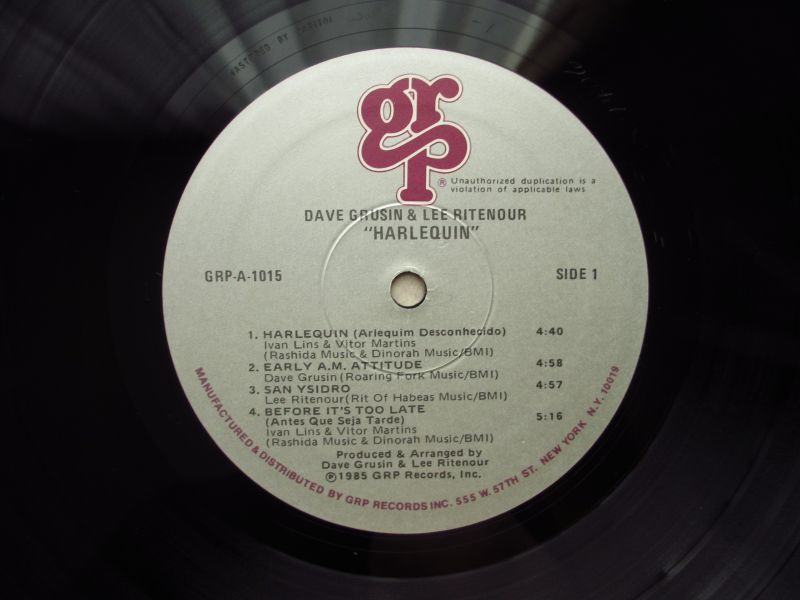 MASTERED BY CAPITOL
grp
® Unauthorized duplication is a
violation of applicable laws
DAVE GRUSIN & LEE RITENOUR
"HARLEQUIN"
GRP-A-1015
SIDE 1
1. HARLEQUIN (Arlequim Desconhecido) 4:40
Ivan Lins & Vitor Martins
(Rashida Music & Dinorah Music/BMI)
2. EARLY A.M. ATTITUDE 4:58
Dave Grusin (Roaring Fork Music/BMI)
3. SAN YSIDRO 4:57
Lee Ritenour (Rit Of Habeas Music/BMI)
4. BEFORE IT'S TOO LATE 5:16
(Antes Que Seja Tarde)
Ivan Lins & Vitor Martins
(Rashida Music & Dinorah Music/BMI)
Produced & Arranged by
Dave Grusin & Lee Ritenour
℗1985 GRP Records, Inc.
MANUFACTURED & DISTRIBUTED BY GRP RECORDS INC. 555 W. 57TH ST. NEW YORK N.Y. 10019